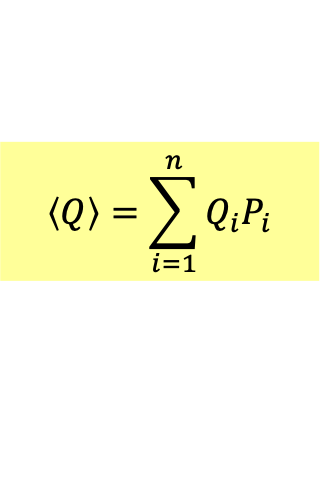 ⟨Q⟩ = ∑_{i=1}^{n} Q_i P_i